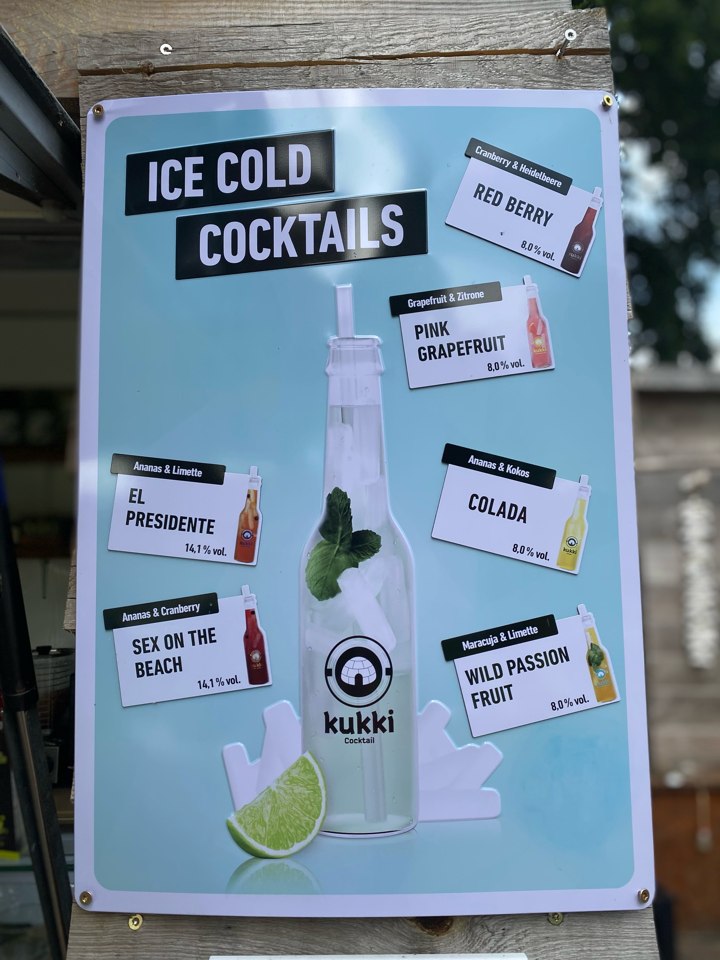 ICE COLD
COCKTAILS
Cranberry & Heidelbeere
RED BERRY
8,0 % vol.
Grapefruit & Zitrone
PINK
GRAPEFRUIT
8,0 % vol.
kukki
Ananas & Limette
EL
PRESIDENTE
14,1 % vol.
Ananas & Kokos
COLADA
8,0 % vol.
kukki
Ananas & Cranberry
SEX ON THE
BEACH
14,1 % vol.
Maracuja & Limette
WILD PASSION
FRUIT
8,0 % vol.
kukki
Cocktail